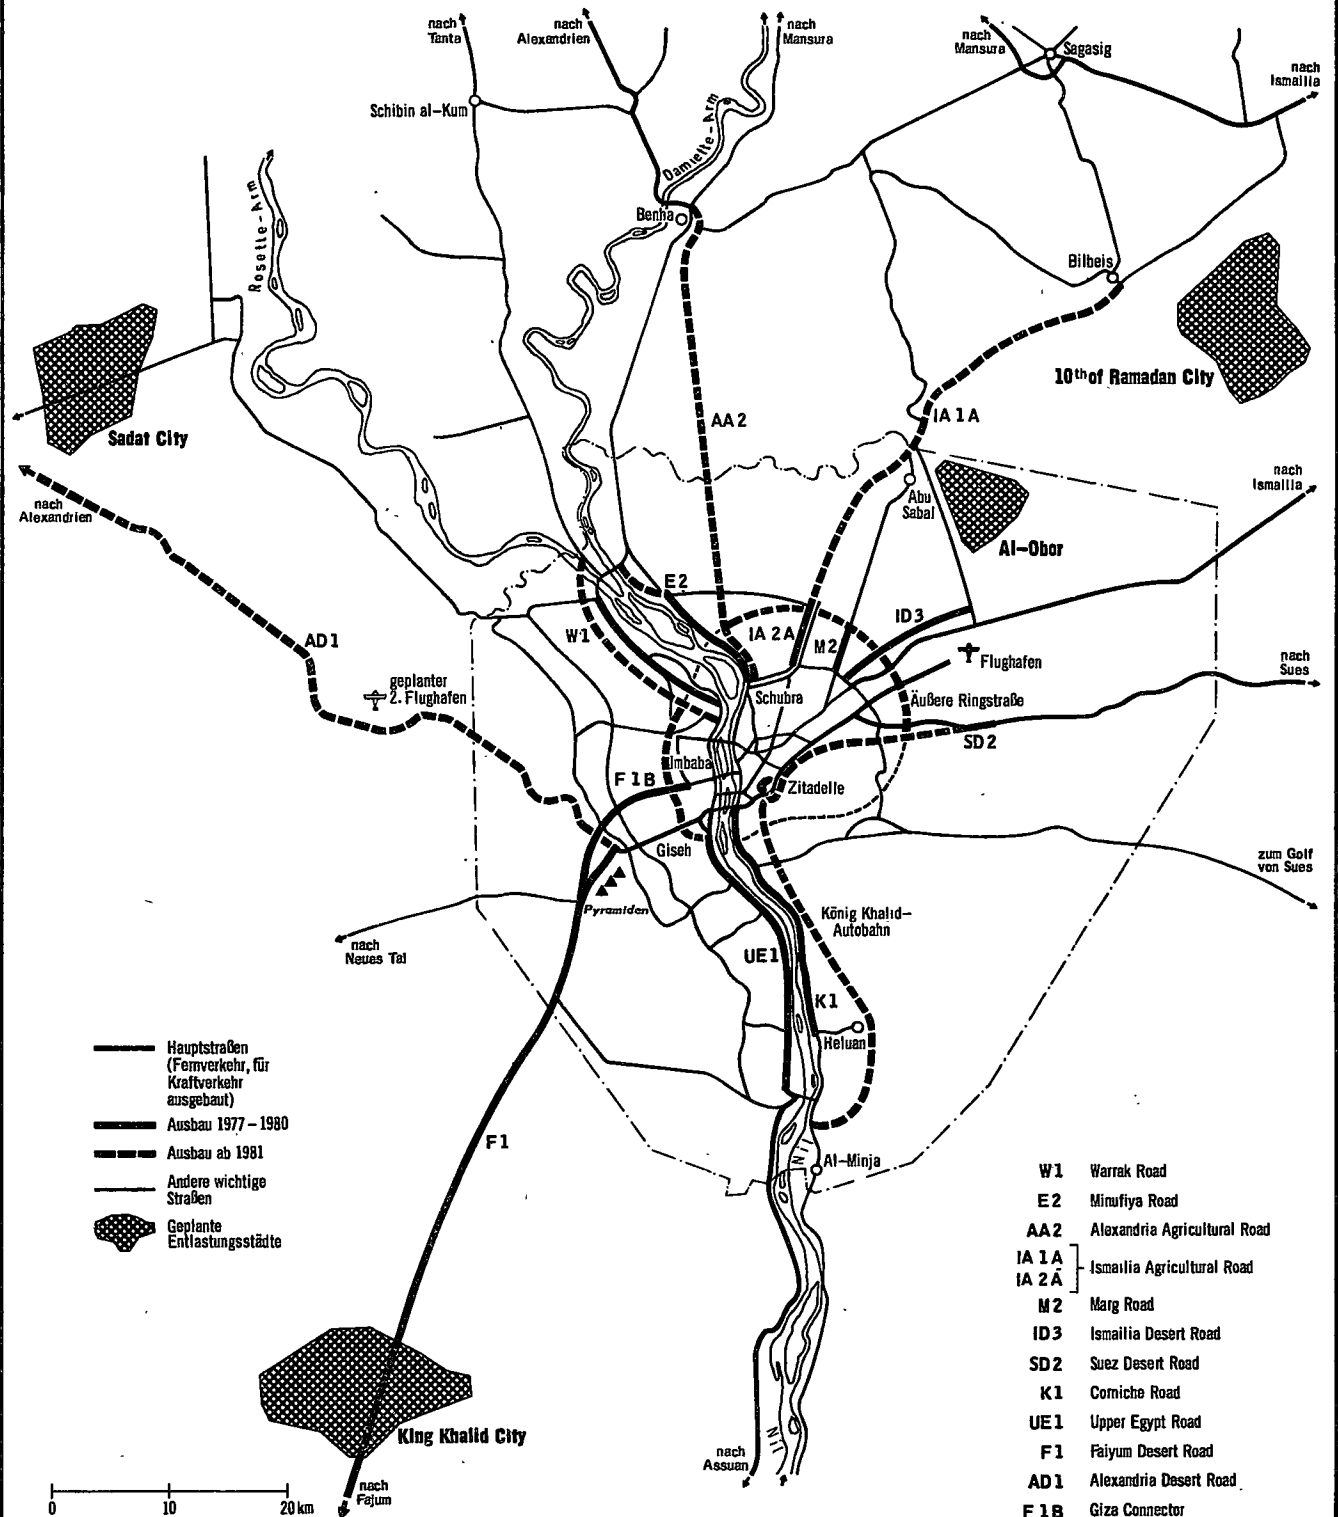 nach
Tanta
nach
Alexandrien
nach
Mansura
nach
Mansura
Sagasig
nach
Ismailia
Schibin al-Kum
Damiette-Arm
Rosette-Arm
Benha
Bilbeis
10th of Ramadan City
Sadat City
AA2
IA1A
nach
Alexandrien
Abu
Sabal
Al-Obor
nach
Ismailia
AD1
E2
W1
IA 2A
M2
ID3
Flughafen
nach
Sues
geplanter
2. Flughafen
Schubra
Äußere Ringstraße
SD2
Imbaba
F1B
Zitadelle
Giseh
zum Golf
von Sues
Pyramiden
nach
Neues Tal
König Khalid-
Autobahn
UE1
K1
Heluan
F1
Nil
Al-Minja
Hauptstraßen
(Fernverkehr, für
Kraftverkehr
ausgebaut)
Ausbau 1977-1980
Ausbau ab 1981
Andere wichtige
Straßen
Geplante
Entlastungsstädte
King Khalid City
nach
Fajum
nach
Assuan
Nil
0 10 20 km
W1 Warrak Road
E2 Minufiya Road
AA2 Alexandria Agricultural Road
IA 1A
IA 2A
Ismailia Agricultural Road
M2 Marg Road
ID3 Ismailia Desert Road
SD2 Suez Desert Road
K1 Corniche Road
UE1 Upper Egypt Road
F1 Faiyum Desert Road
AD1 Alexandria Desert Road
F1B Giza Connector